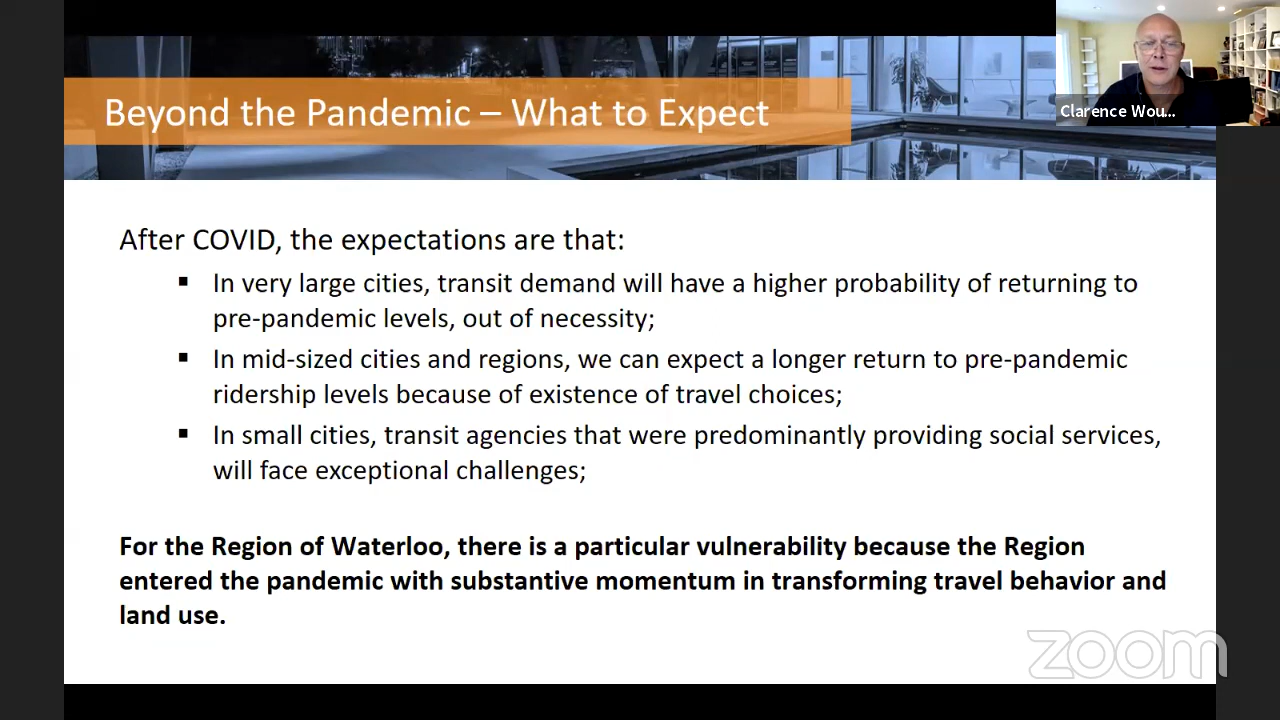 Beyond the Pandemic – What to Expect
Clarence Wou...
After COVID, the expectations are that:
▪ In very large cities, transit demand will have a higher probability of returning to
pre-pandemic levels, out of necessity;
▪ In mid-sized cities and regions, we can expect a longer return to pre-pandemic
ridership levels because of existence of travel choices;
▪ In small cities, transit agencies that were predominantly providing social services,
will face exceptional challenges;
For the Region of Waterloo, there is a particular vulnerability because the Region
entered the pandemic with substantive momentum in transforming travel behavior and
land use.
zoom